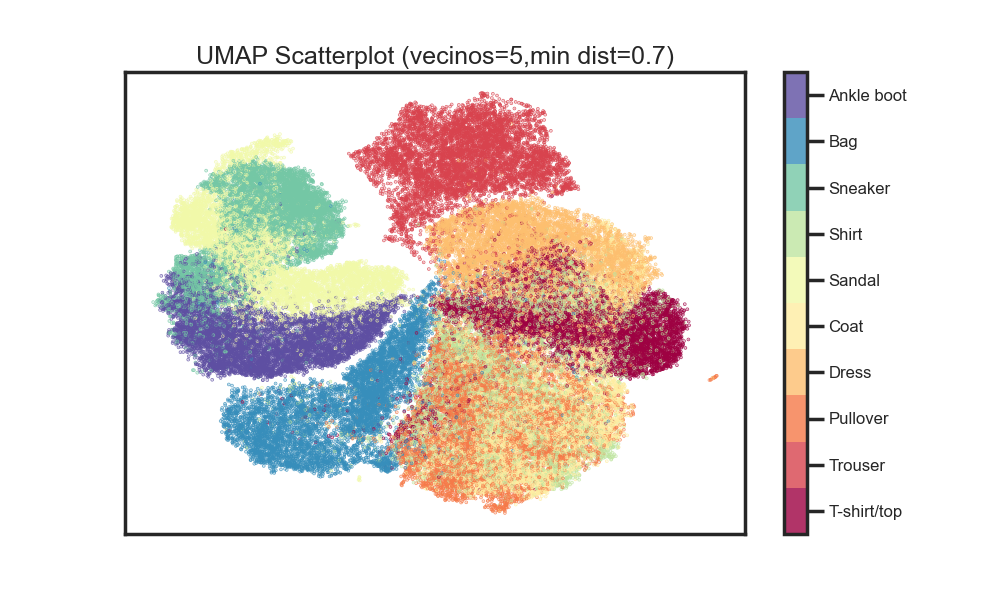 UMAP Scatterplot (vecinos=5,min dist=0.7)
Ankle boot
Bag
Sneaker
Shirt
Sandal
Coat
Dress
Pullover
Trouser
T-shirt/top